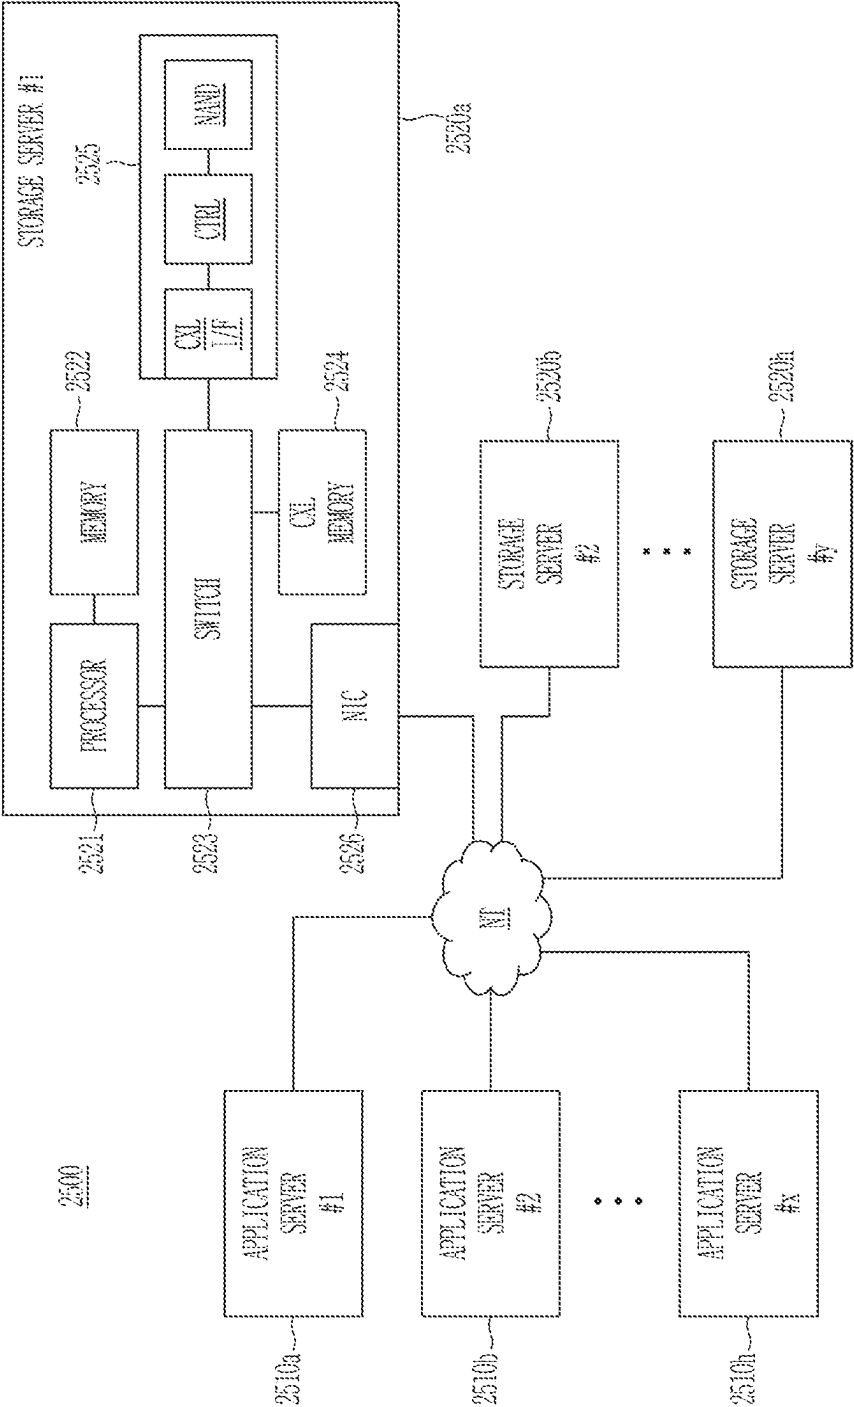 2500
2510a
APPLICATION
SERVER
#1
2510b
APPLICATION
SERVER
#2
2510h
APPLICATION
SERVER
#x
NT
STORAGE SERVER #1
2520a
2521
PROCESSOR
2522
MEMORY
2523
SWITCH
2524
CXL
MEMORY
2525
CXL
I/F
CTRL
NAND
2526
NIC
2520b
STORAGE
SERVER
#2
2520h
STORAGE
SERVER
#y